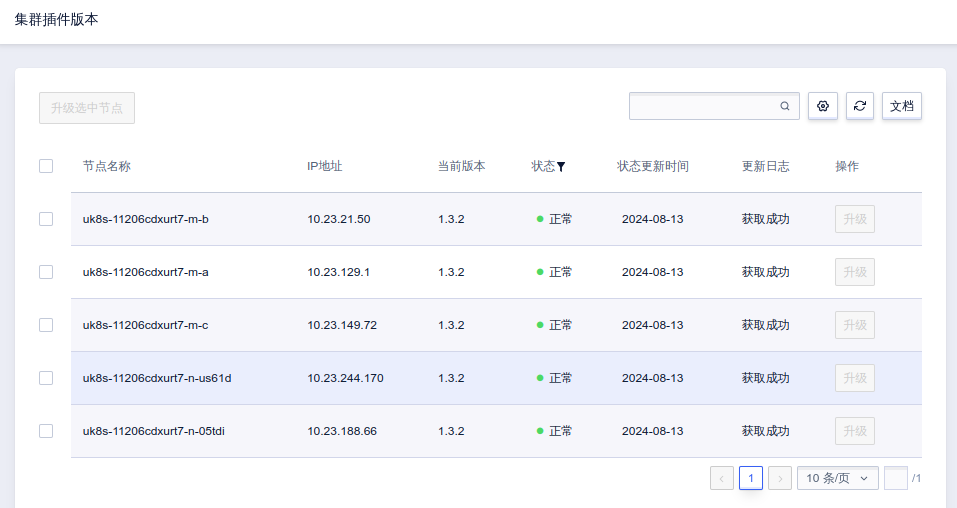 集群插件版本
升级选中节点 文档
节点名称 IP地址 当前版本 状态 状态更新时间 更新日志 操作
uk8s-11206cdxurt7-m-b 10.23.21.50 1.3.2 正常 2024-08-13 获取成功 升级
uk8s-11206cdxurt7-m-a 10.23.129.1 1.3.2 正常 2024-08-13 获取成功 升级
uk8s-11206cdxurt7-m-c 10.23.149.72 1.3.2 正常 2024-08-13 获取成功 升级
uk8s-11206cdxurt7-n-us61d 10.23.244.170 1.3.2 正常 2024-08-13 获取成功 升级
uk8s-11206cdxurt7-n-05tdi 10.23.188.66 1.3.2 正常 2024-08-13 获取成功 升级
1 10 条/页 /1